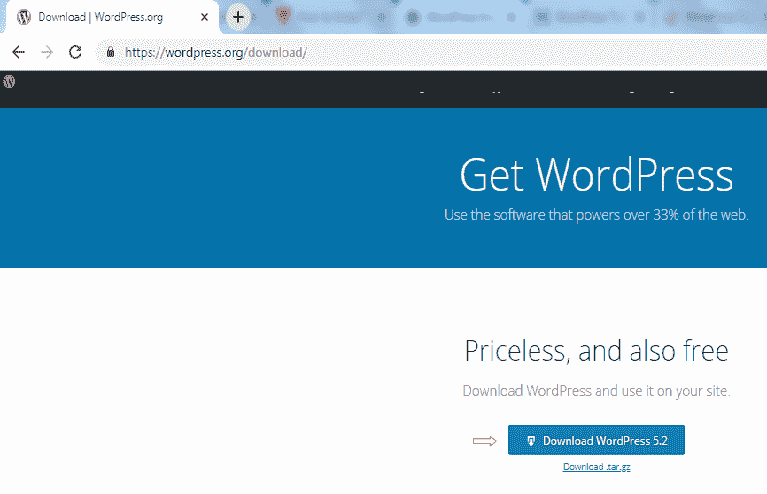 Download | WordPress.org
https://wordpress.org/download/
Get WordPress
Use the software that powers over 33% of the web.
Priceless, and also free
Download WordPress and use it on your site.
Download WordPress 5.2
Download .tar.gz